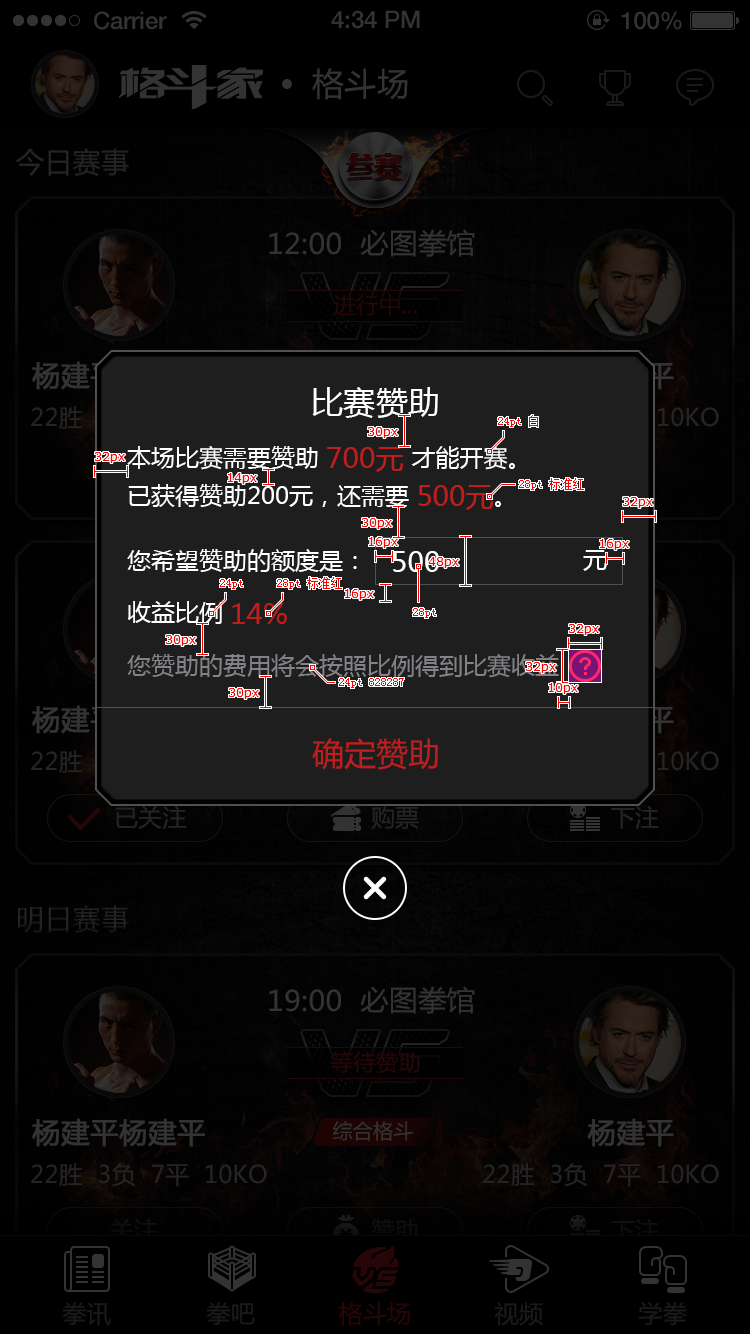 Carrier 4:34 PM 100%
格斗家 · 格斗场
今日赛事
参赛
12:00 必图拳馆
VS
进行中...
杨建平
平
22胜
10KO
比赛赞助
24pt 白
30px
32px
本场比赛需要赞助 700元 才能开赛。
14px
已获得赞助200元，还需要 500元。
28pt 标准红
32px
30px
16px
16px
您希望赞助的额度是： 500 元
48px
24pt
28pt 标准红
16px
28pt
收益比例 14%
30px
32px
您赞助的费用将会按照比例得到比赛收益 ?
32px
24pt 828287
30px
10px
平
22胜
10KO
确定赞助
已关注 购票 下注
明日赛事
19:00 必图拳馆
VS
等待赞助
杨建平杨建平 综合格斗 杨建平
22胜 3负 7平 10KO 22胜 3负 7平 10KO
关注 赞助 下注
VS
拳讯 拳吧 格斗场 视频 学拳